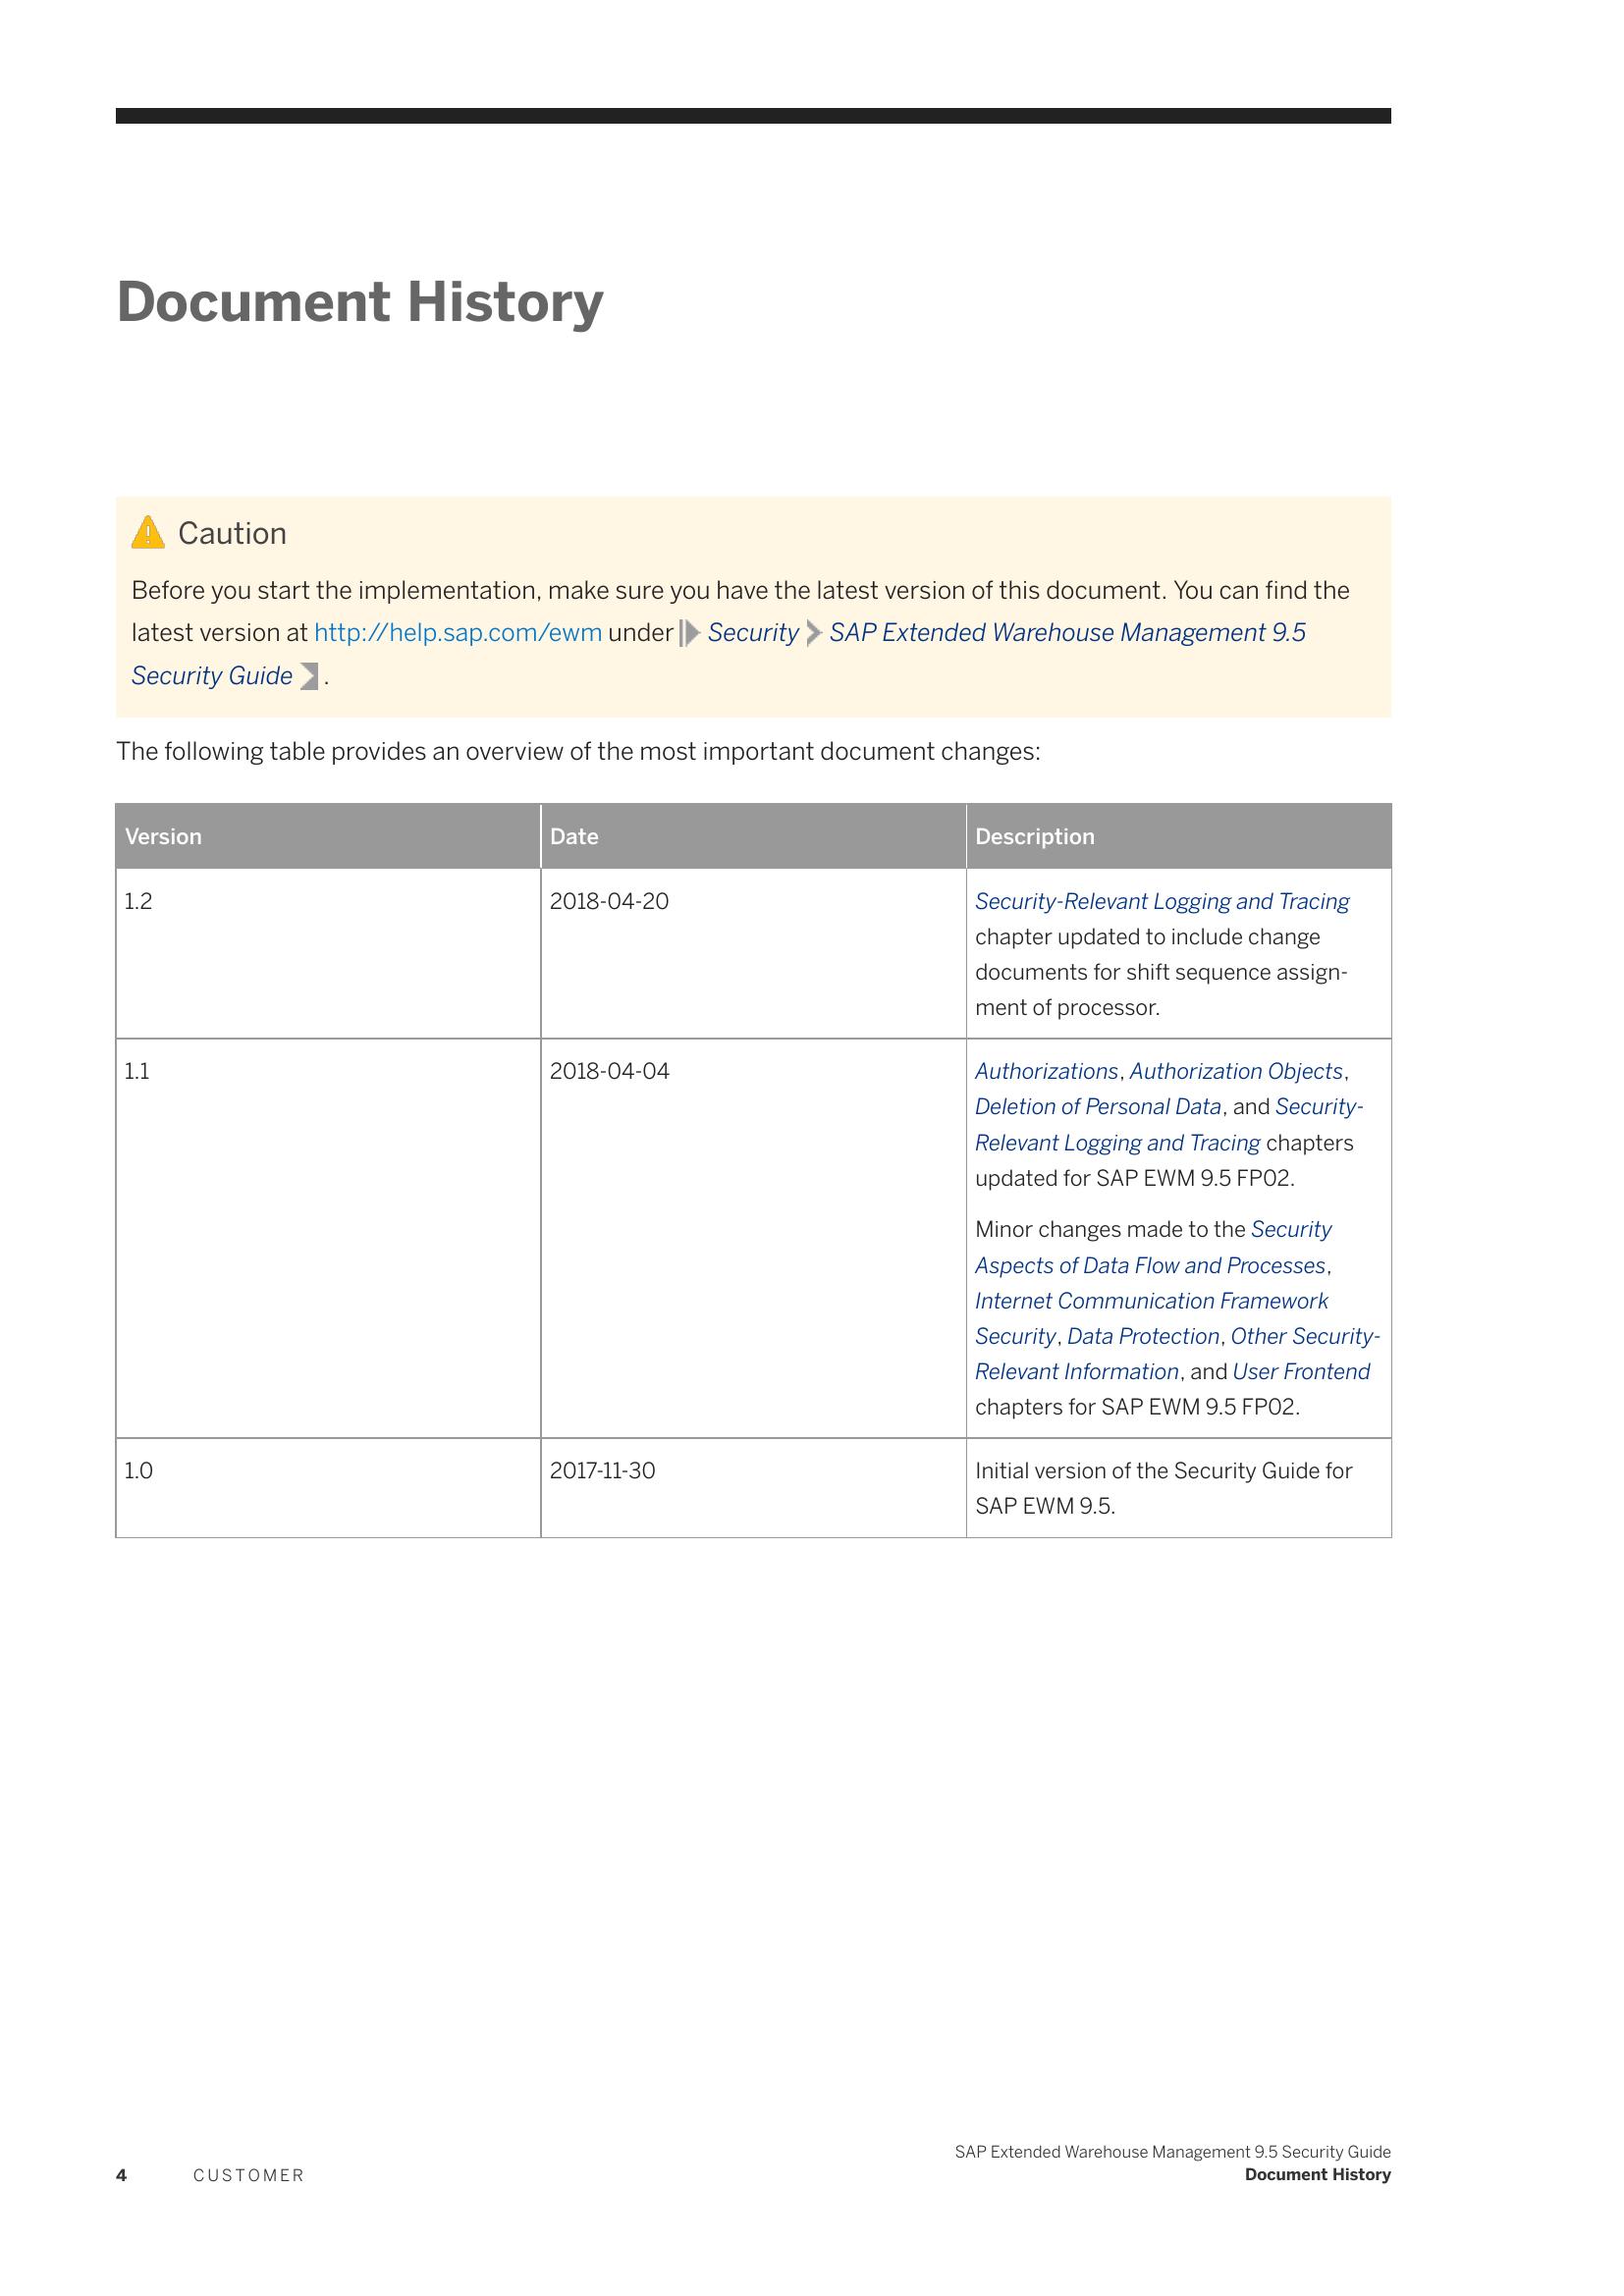 Document History
Caution
Before you start the implementation, make sure you have the latest version of this document. You can find the
latest version at http://help.sap.com/ewm under Security SAP Extended Warehouse Management 9.5
Security Guide .
The following table provides an overview of the most important document changes:
Version Date Description
1.2 2018-04-20 Security-Relevant Logging and Tracing
chapter updated to include change
documents for shift sequence assign-
ment of processor.
1.1 2018-04-04 Authorizations, Authorization Objects,
Deletion of Personal Data, and Security-
Relevant Logging and Tracing chapters
updated for SAP EWM 9.5 FP02.
Minor changes made to the Security
Aspects of Data Flow and Processes,
Internet Communication Framework
Security, Data Protection, Other Security-
Relevant Information, and User Frontend
chapters for SAP EWM 9.5 FP02.
1.0 2017-11-30 Initial version of the Security Guide for
SAP EWM 9.5.
SAP Extended Warehouse Management 9.5 Security Guide
4 CUSTOMER Document History